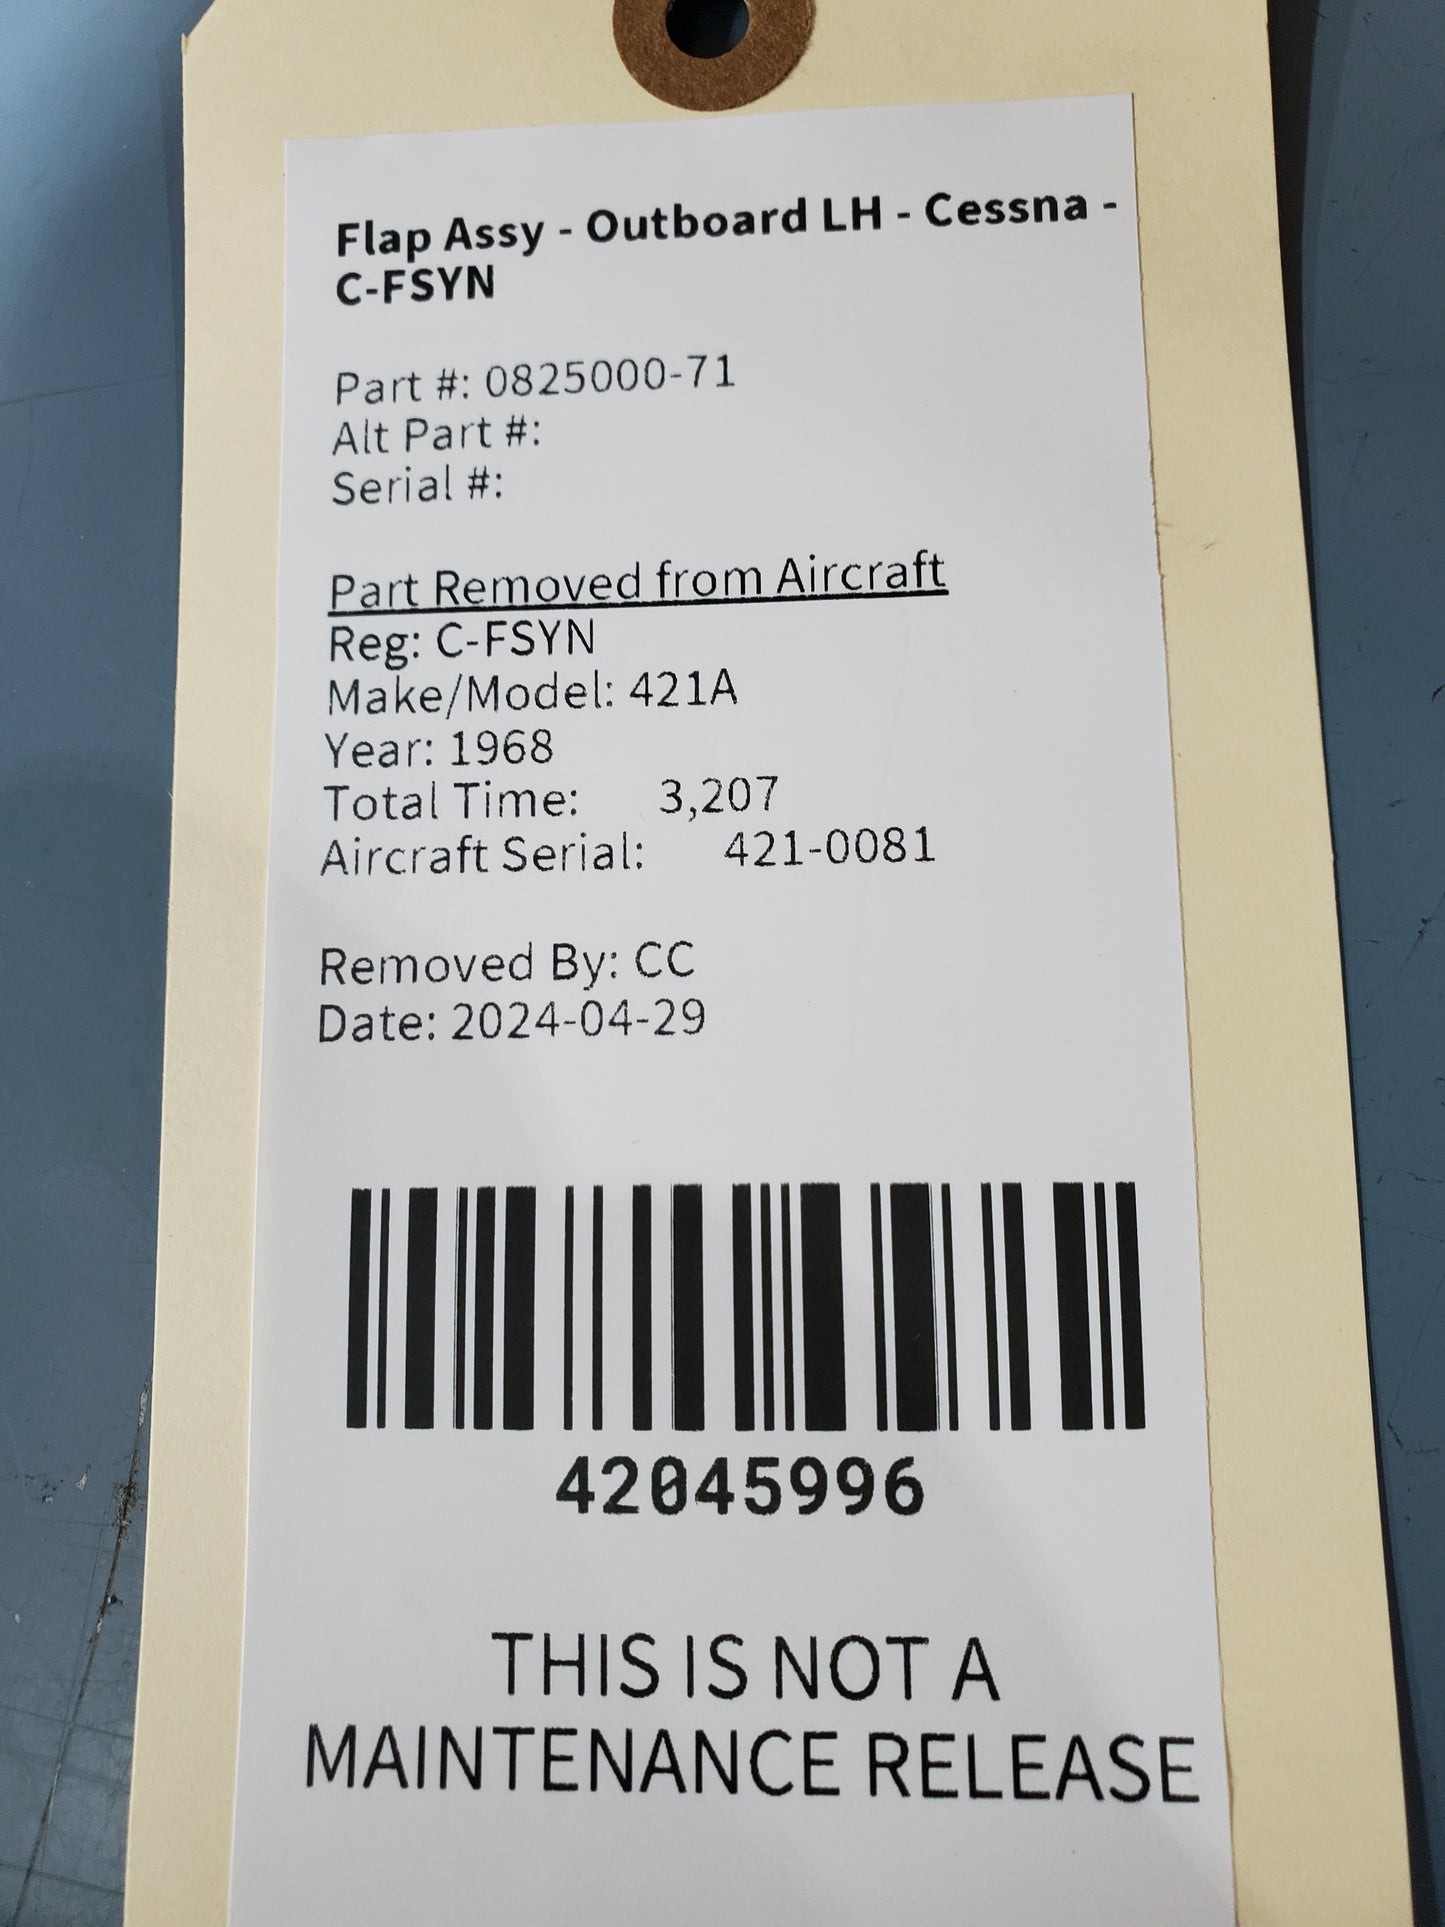 Flap Assy - Outboard LH - Cessna -
C-FSYN
Part #: 0825000-71
Alt Part #:
Serial #:
Part Removed from Aircraft
Reg: C-FSYN
Make/Model: 421A
Year: 1968
Total Time: 3,207
Aircraft Serial: 421-0081
Removed By: CC
Date: 2024-04-29
42045996
THIS IS NOT A
MAINTENANCE RELEASE